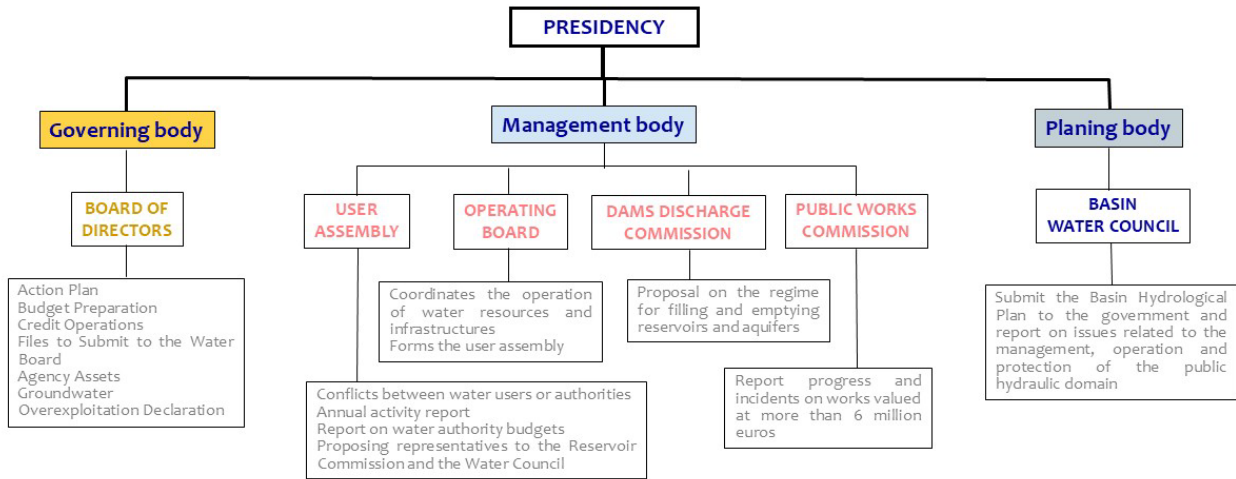 PRESIDENCY
Governing body
Management body
Planing body
BOARD OF
DIRECTORS
USER
ASSEMBLY
OPERATING
BOARD
DAMS DISCHARGE
COMMISSION
PUBLIC WORKS
COMMISSION
BASIN
WATER COUNCIL
Action Plan
Budget Preparation
Credit Operations
Files to Submit to the Water
Board
Agency Assets
Groundwater
Overexploitation Declaration
Coordinates the operation
of water resources and
infrastructures
Forms the user assembly
Proposal on the regime
for filling and emptying
reservoirs and aquifers
Submit the Basin Hydrological
Plan to the government and
report on issues related to the
management, operation and
protection of the public
hydraulic domain
Conflicts between water users or authorities
Annual activity report
Report on water authority budgets
Proposing representatives to the Reservoir
Commission and the Water Council
Report progress and
incidents on works valued
at more than 6 million
euros